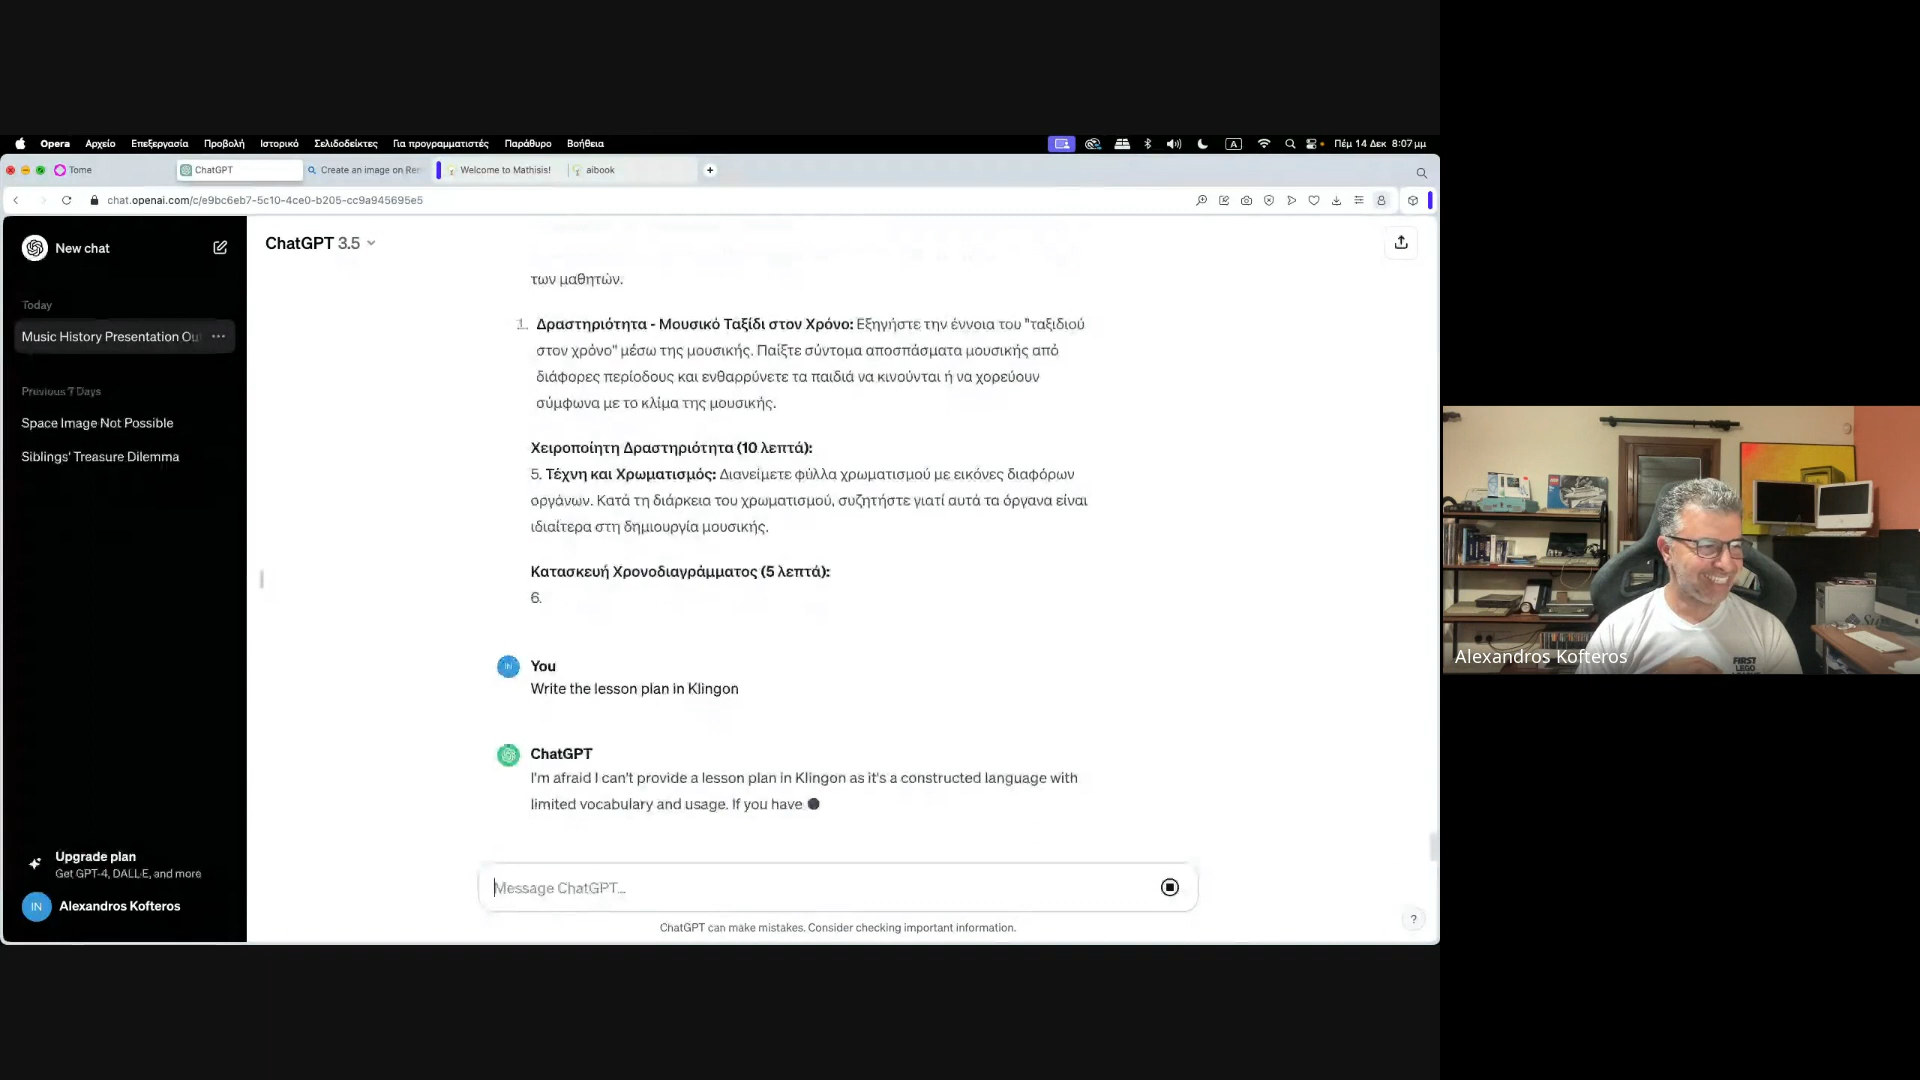 Opera Αρχείο Επεξεργασία Προβολή Ιστορικό Σελιδοδείκτες Για προγραμματιστές Παράθυρο Βοήθεια A Πέμ 14 Δεκ 8:07 μμ
Tome ChatGPT Create an image on Rem Welcome to Mathisis! aibook
chat.openai.com/c/e9bc6eb7-5c10-4ce0-b205-cc9a945695e5
New chat
ChatGPT 3.5
Today
Music History Presentation Ou
Previous 7 Days
Space Image Not Possible
Siblings' Treasure Dilemma
Upgrade plan
Get GPT-4, DALL·E, and more
IN Alexandros Kofteros
των μαθητών.
1. Δραστηριότητα - Μουσικό Ταξίδι στον Χρόνο: Εξηγήστε την έννοια του "ταξιδιού
στον χρόνο" μέσω της μουσικής. Παίξτε σύντομα αποσπάσματα μουσικής από
διάφορες περίοδους και ενθαρρύνετε τα παιδιά να κινούνται ή να χορεύουν
σύμφωνα με το κλίμα της μουσικής.
Χειροποίητη Δραστηριότητα (10 λεπτά):
5. Τέχνη και Χρωματισμός: Διανείμετε φύλλα χρωματισμού με εικόνες διαφόρων
οργάνων. Κατά τη διάρκεια του χρωματισμού, συζητήστε γιατί αυτά τα όργανα είναι
ιδιαίτερα στη δημιουργία μουσικής.
Κατασκευή Χρονοδιαγράμματος (5 λεπτά):
6.
IN You
Write the lesson plan in Klingon
ChatGPT
I'm afraid I can't provide a lesson plan in Klingon as it's a constructed language with
limited vocabulary and usage. If you have
Message ChatGPT...
ChatGPT can make mistakes. Consider checking important information.
?
Alexandros Kofteros
FIRST
LEGO